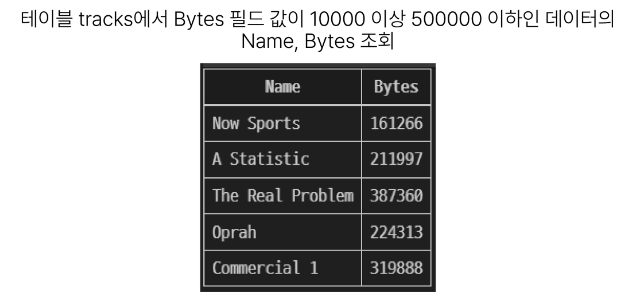 테이블 tracks에서 Bytes 필드 값이 10000 이상 500000 이하인 데이터의
Name, Bytes 조회
Name Bytes
Now Sports 161266
A Statistic 211997
The Real Problem 387360
Oprah 224313
Commercial 1 319888